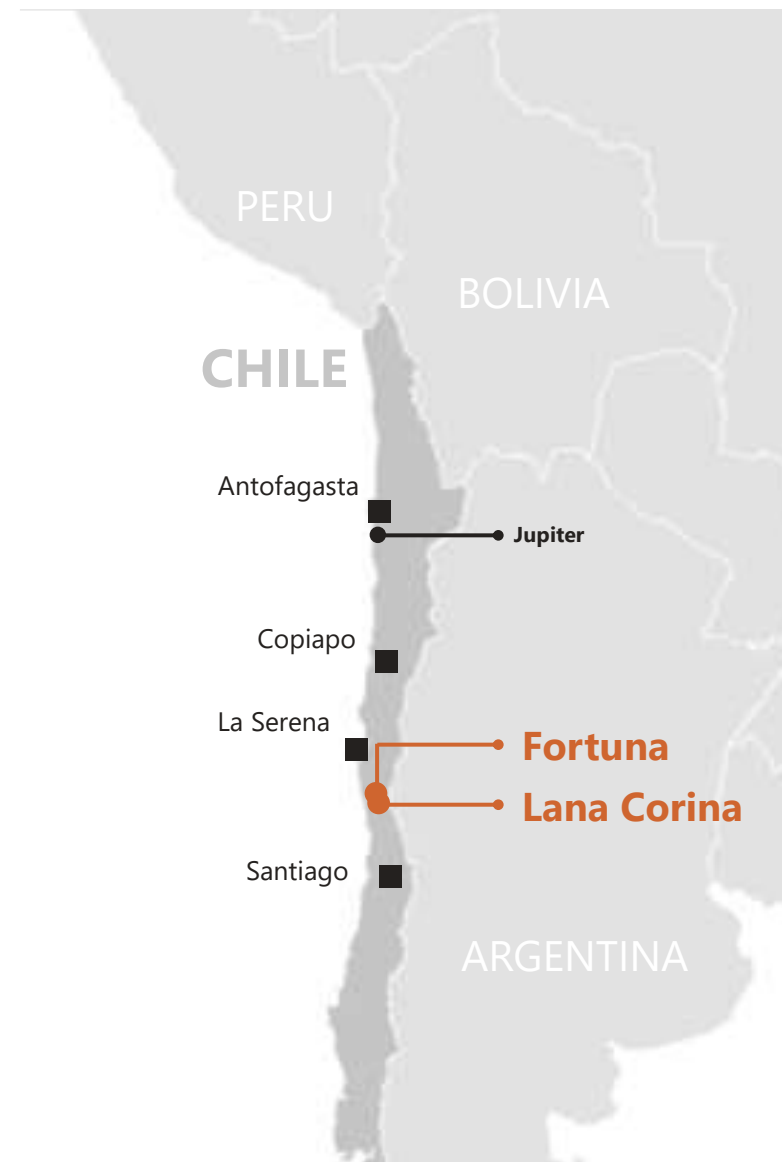 PERU
BOLIVIA
CHILE
Antofagasta
Jupiter
Copiapo
La Serena
Fortuna
Lana Corina
Santiago
ARGENTINA